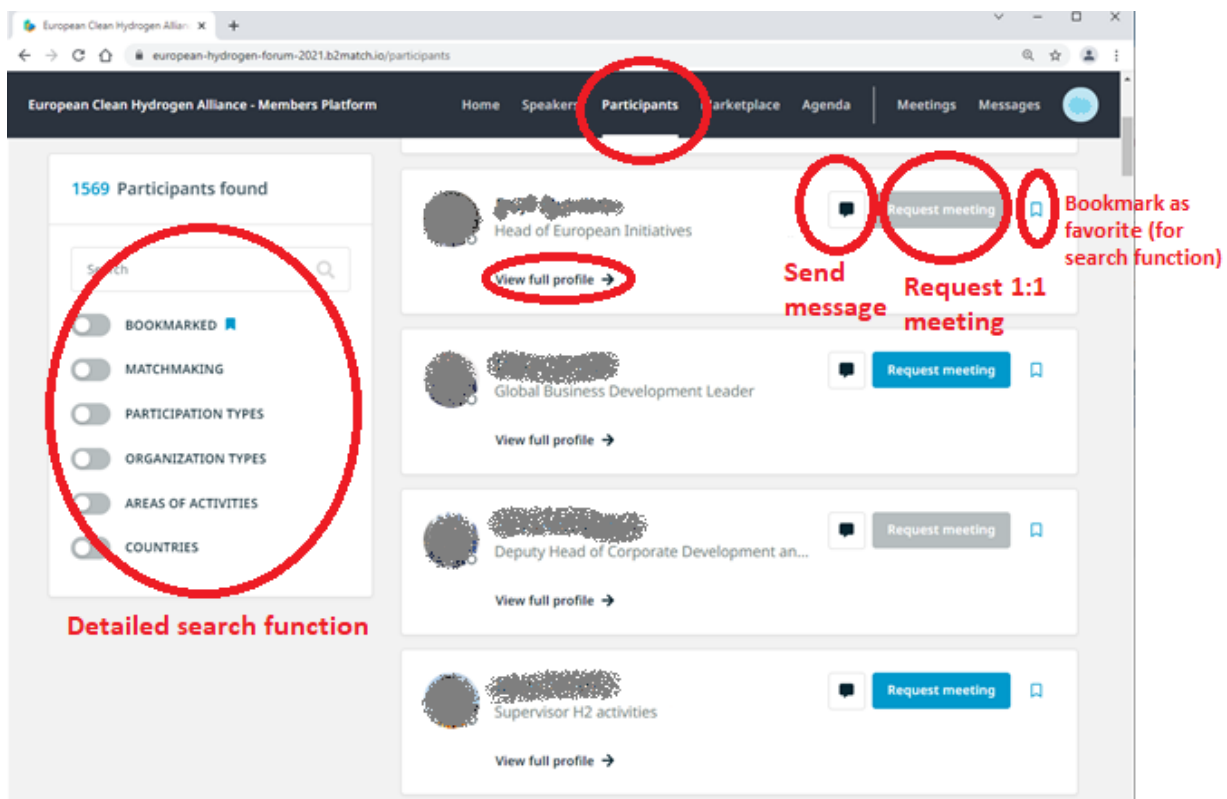 European Clean Hydrogen Allian
european-hydrogen-forum-2021.b2match.io/participants
European Clean Hydrogen Alliance - Members Platform
Home Speakers Participants Marketplace Agenda Meetings Messages
1569 Participants found
Search
BOOKMARKED
MATCHMAKING
PARTICIPATION TYPES
ORGANIZATION TYPES
AREAS OF ACTIVITIES
COUNTRIES
Detailed search function
Head of European Initiatives
View full profile →
Request meeting
Send
message
Request 1:1
meeting
Bookmark as
favorite (for
search function)
Global Business Development Leader
View full profile →
Request meeting
Deputy Head of Corporate Development an...
View full profile →
Request meeting
Supervisor H2 activities
View full profile →
Request meeting